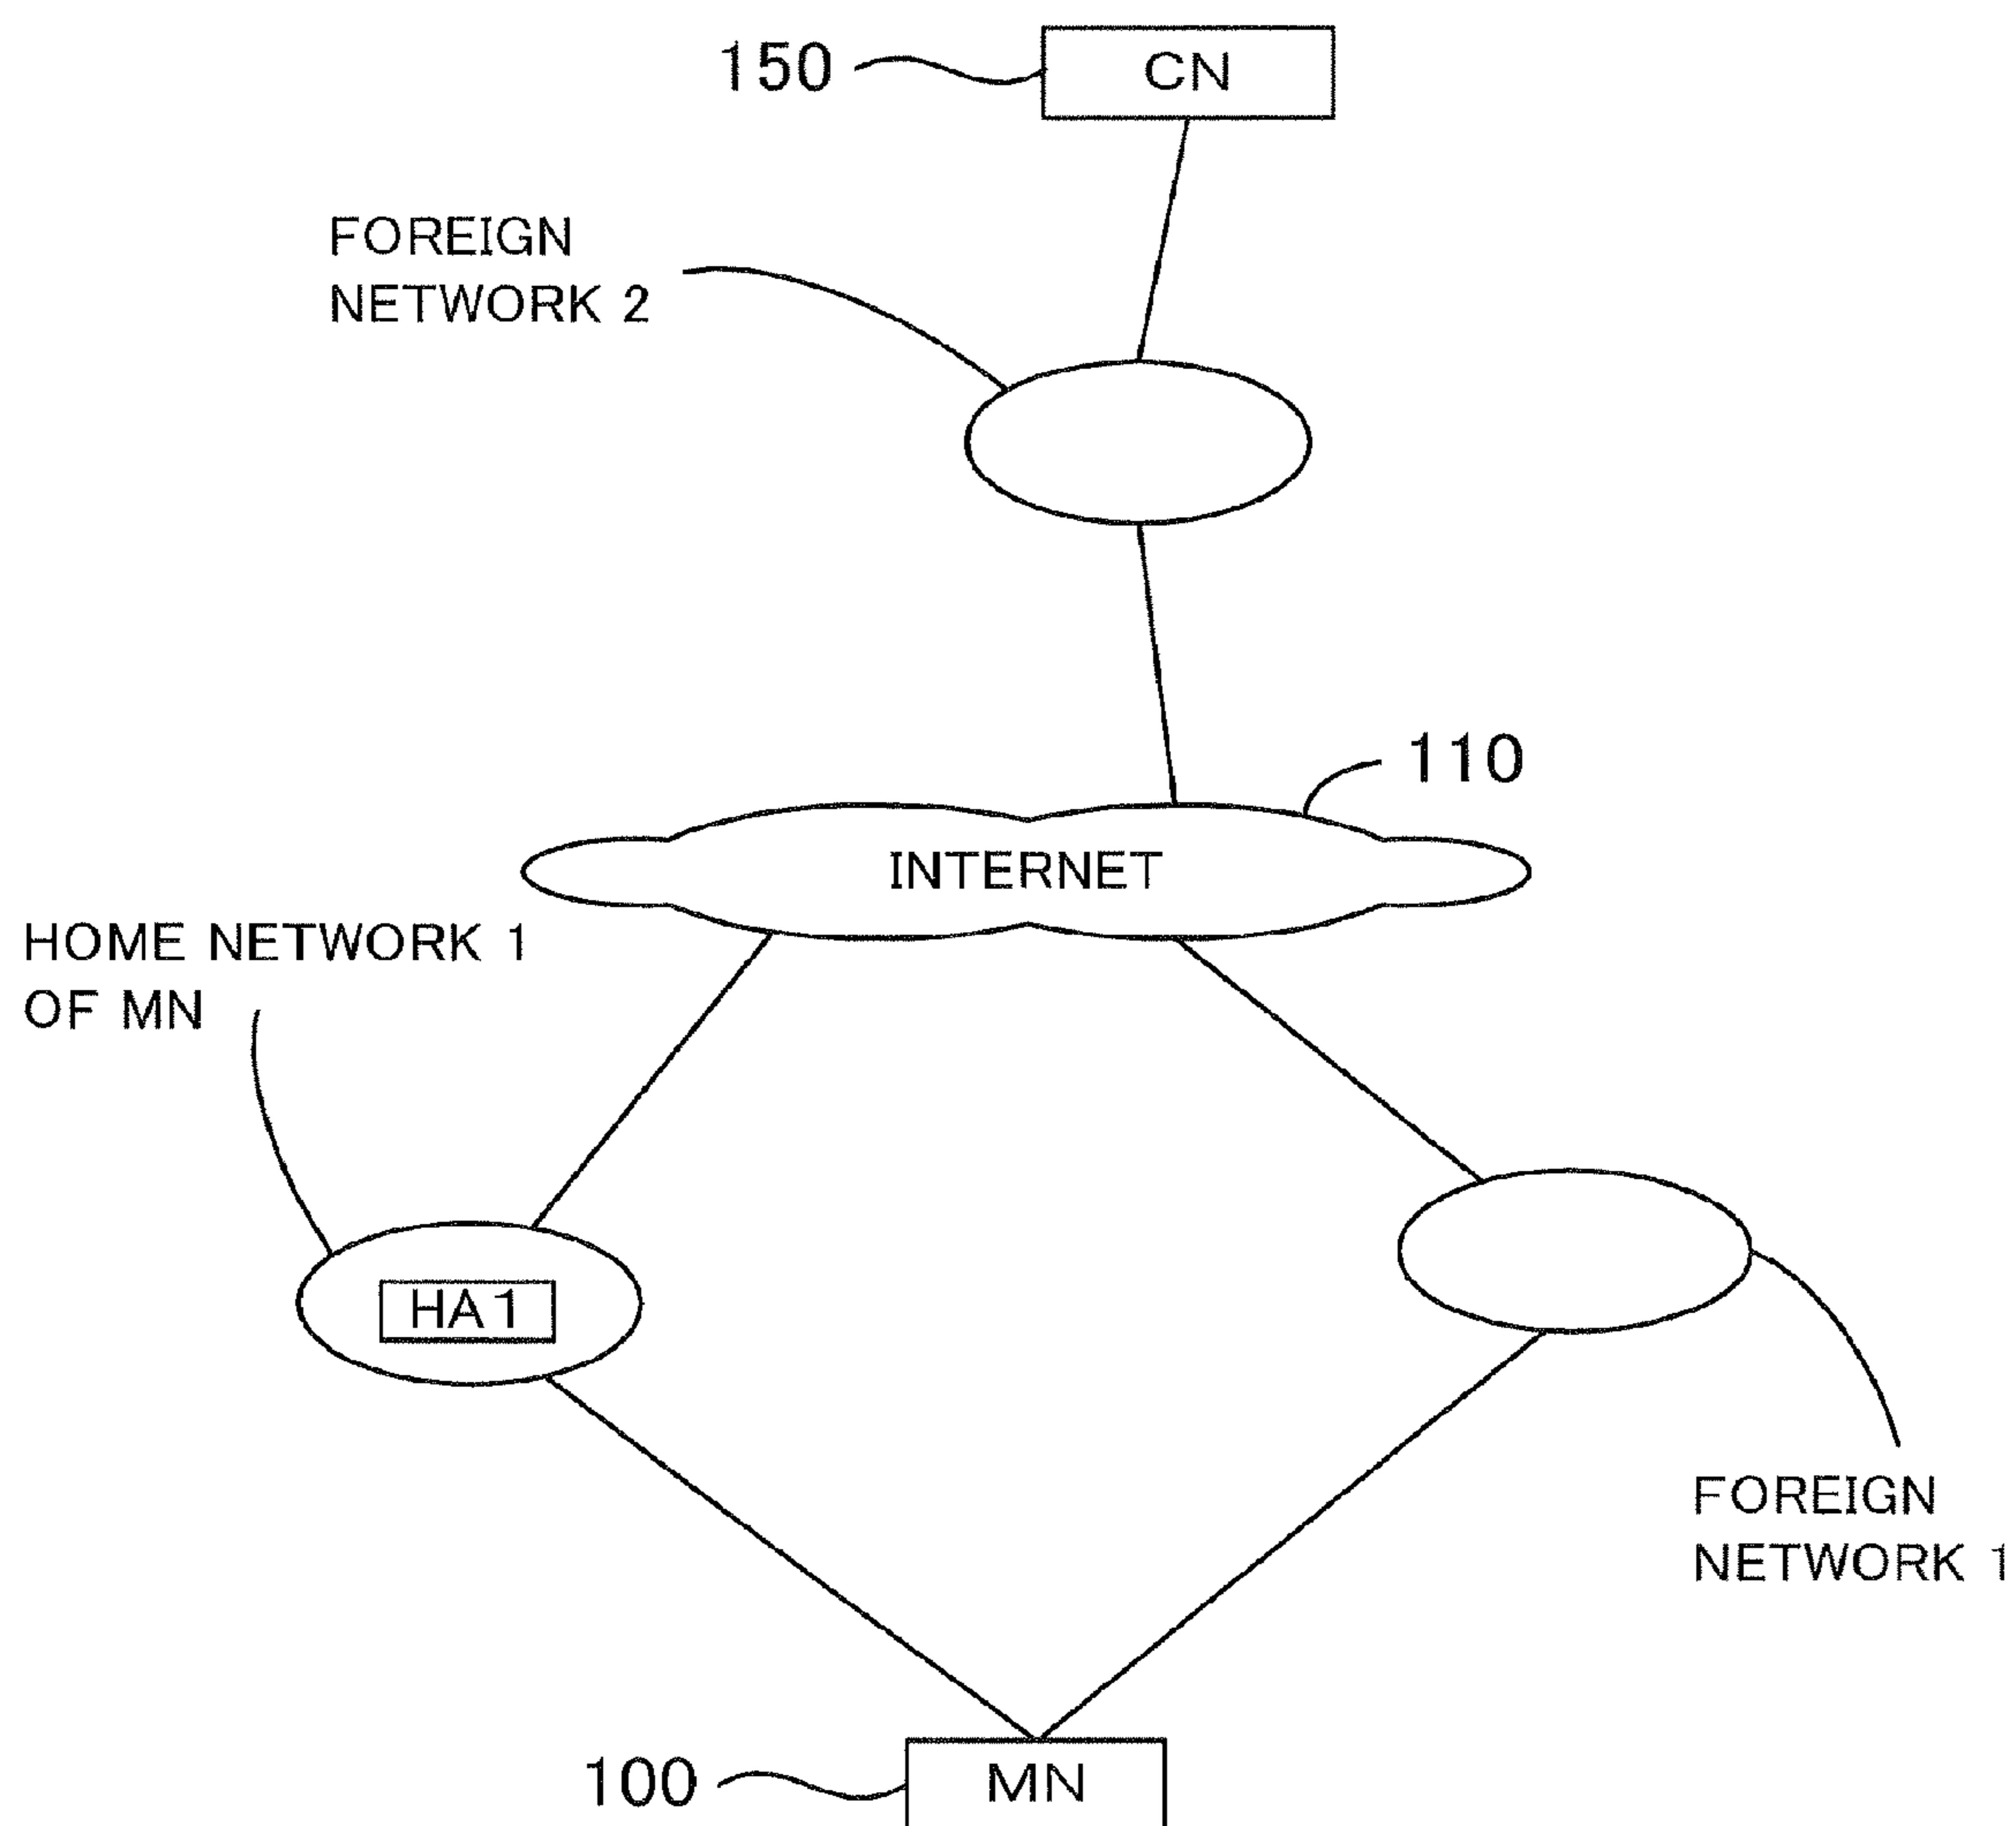 150
CN
FOREIGN
NETWORK 2
110
INTERNET
HOME NETWORK 1
OF MN
HA1
FOREIGN
NETWORK 1
100
MN